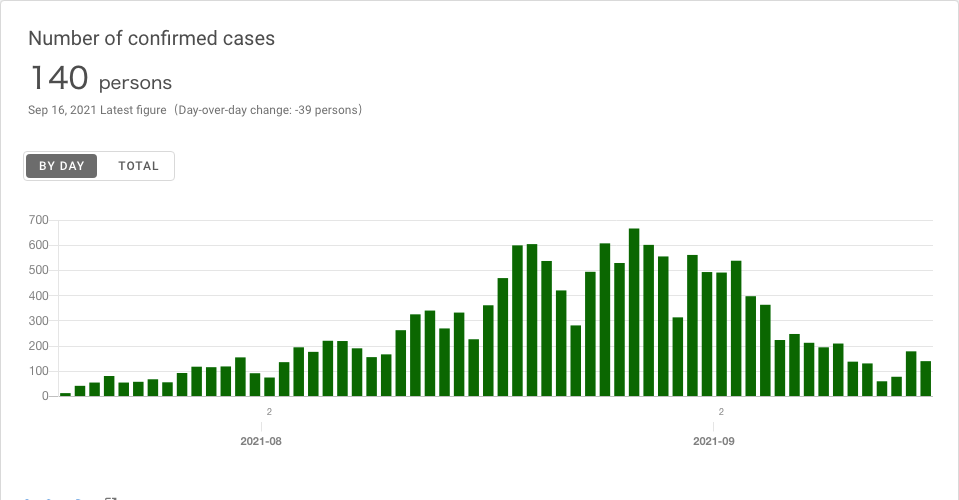 Number of confirmed cases
140 persons
Sep 16, 2021 Latest figure（Day-over-day change: -39 persons）
BY DAY TOTAL
700
600
500
400
300
200
100
0
2 2
2021-08 2021-09